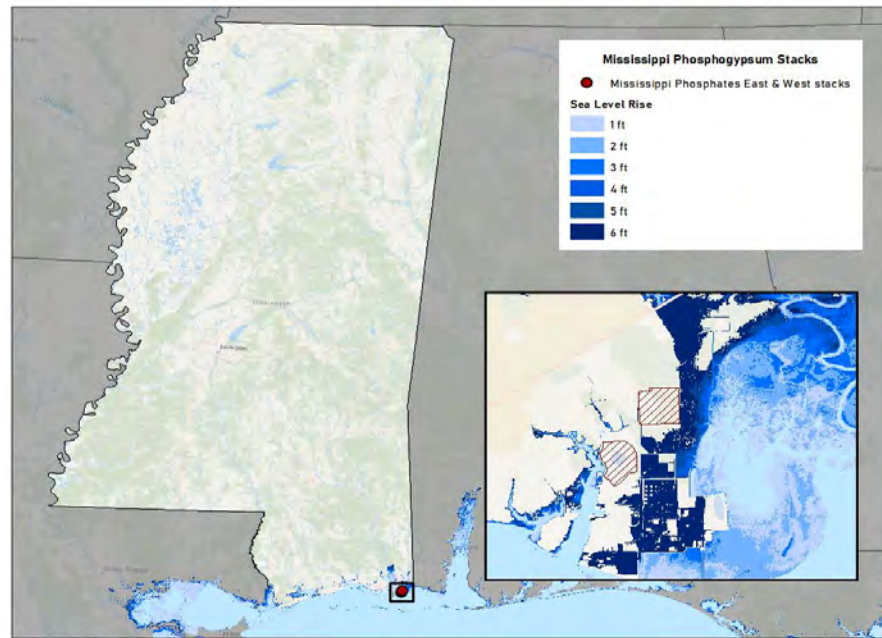 Mississippi Phosphogypsum Stacks
Mississippi Phosphates East & West stacks
Sea Level Rise
1 ft
2 ft
3 ft
4 ft
5 ft
6 ft